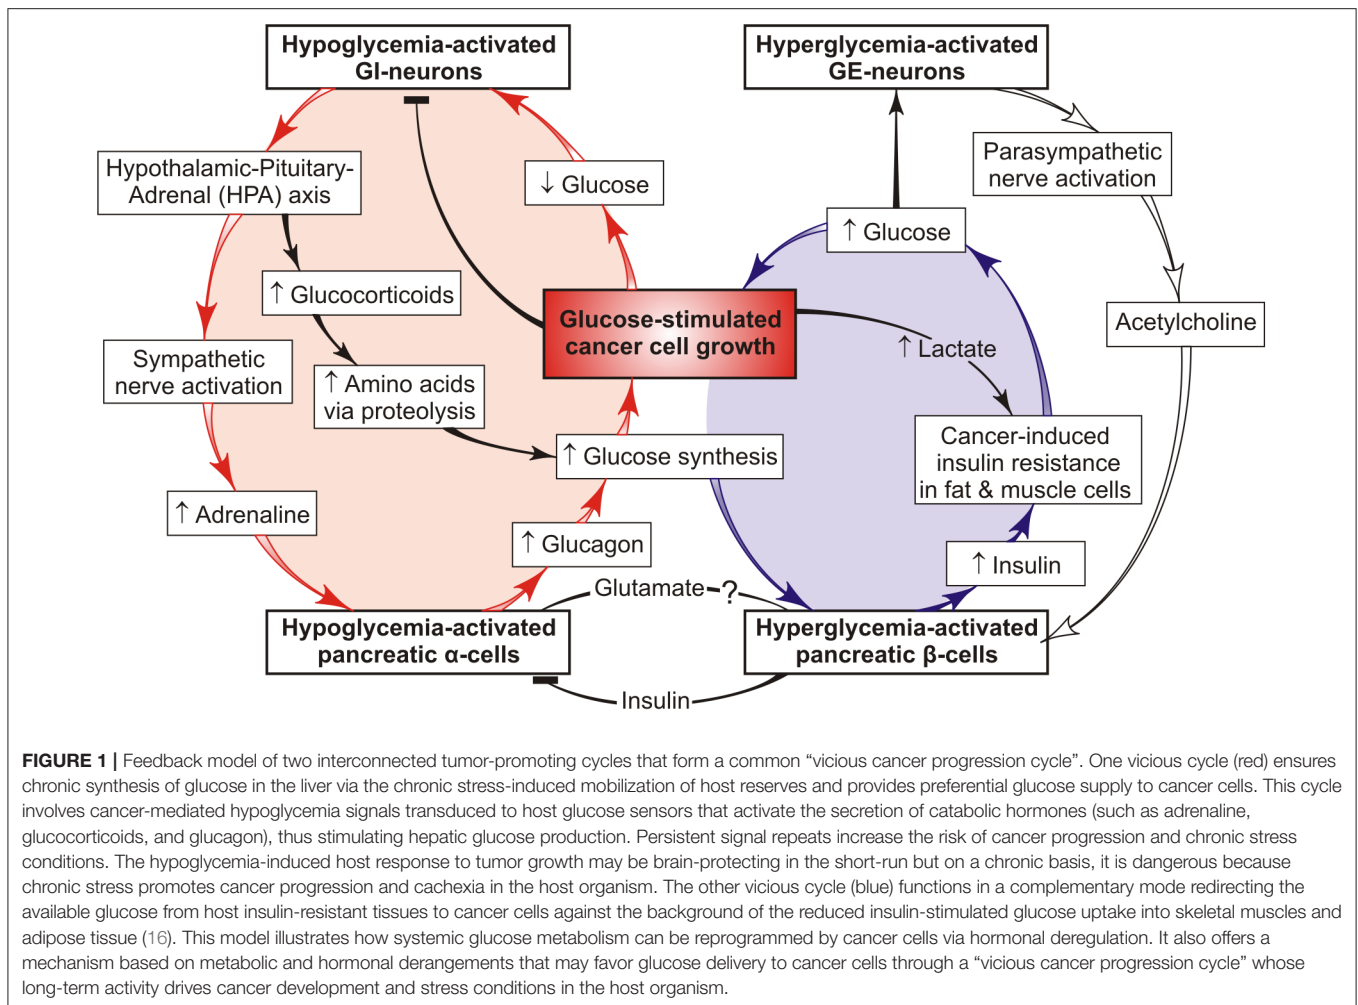 Hypoglycemia-activated
GI-neurons
Hyperglycemia-activated
GE-neurons
Hypothalamic-Pituitary-
Adrenal (HPA) axis
↓ Glucose
Parasympathetic
nerve activation
↑ Glucose
↑ Glucocorticoids
Glucose-stimulated
cancer cell growth
Acetylcholine
↑ Lactate
Sympathetic
nerve activation
↑ Amino acids
via proteolysis
↑ Glucose synthesis
Cancer-induced
insulin resistance
in fat & muscle cells
↑ Adrenaline
↑ Glucagon
↑ Insulin
Glutamate ?
Hypoglycemia-activated
pancreatic α-cells
Hyperglycemia-activated
pancreatic β-cells
Insulin
FIGURE 1 | Feedback model of two interconnected tumor-promoting cycles that form a common “vicious cancer progression cycle”. One vicious cycle (red) ensures
chronic synthesis of glucose in the liver via the chronic stress-induced mobilization of host reserves and provides preferential glucose supply to cancer cells. This cycle
involves cancer-mediated hypoglycemia signals transduced to host glucose sensors that activate the secretion of catabolic hormones (such as adrenaline,
glucocorticoids, and glucagon), thus stimulating hepatic glucose production. Persistent signal repeats increase the risk of cancer progression and chronic stress
conditions. The hypoglycemia-induced host response to tumor growth may be brain-protecting in the short-run but on a chronic basis, it is dangerous because
chronic stress promotes cancer progression and cachexia in the host organism. The other vicious cycle (blue) functions in a complementary mode redirecting the
available glucose from host insulin-resistant tissues to cancer cells against the background of the reduced insulin-stimulated glucose uptake into skeletal muscles and
adipose tissue (16). This model illustrates how systemic glucose metabolism can be reprogrammed by cancer cells via hormonal deregulation. It also offers a
mechanism based on metabolic and hormonal derangements that may favor glucose delivery to cancer cells through a “vicious cancer progression cycle” whose
long-term activity drives cancer development and stress conditions in the host organism.